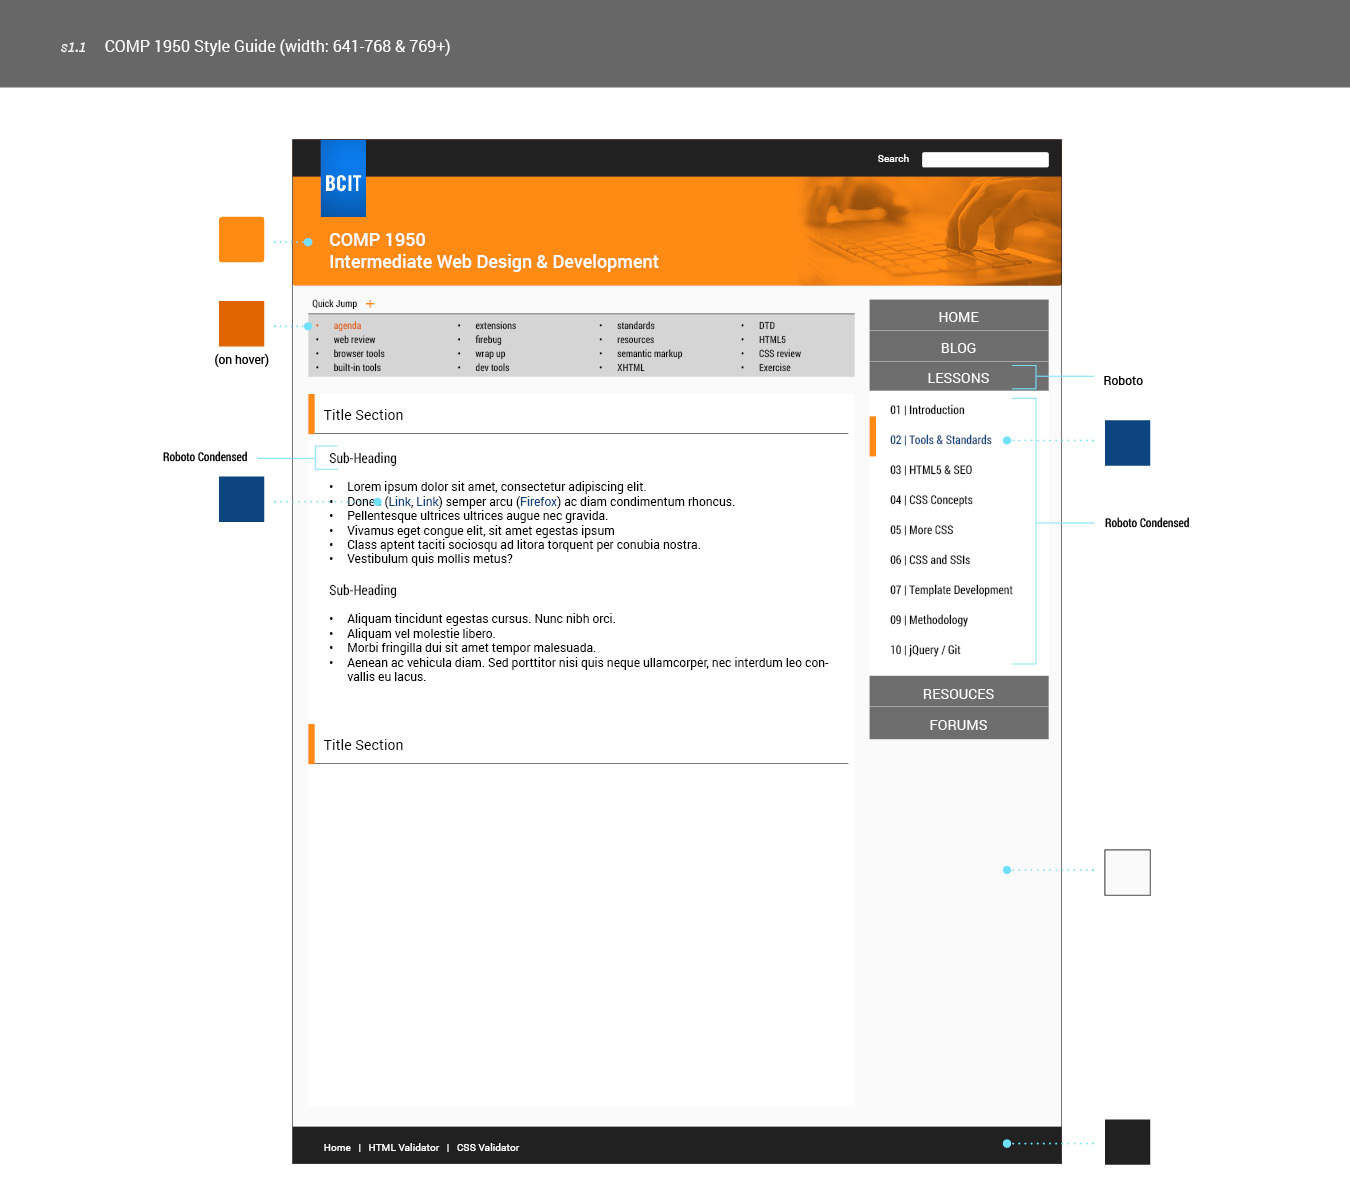 s1.1 COMP 1950 Style Guide (width: 641-768 & 769+)
Search
BCIT
COMP 1950
Intermediate Web Design & Development
Quick Jump +
(on hover)
• agenda • extensions • standards • DTD
• web review • firebug • resources • HTML5
• browser tools • wrap up • semantic markup • CSS review
• built-in tools • dev tools • XHTML • Exercise
HOME
BLOG
LESSONS
Roboto
Title Section
01 | Introduction
02 | Tools & Standards
03 | HTML5 & SEO
04 | CSS Concepts
05 | More CSS
06 | CSS and SSIs
07 | Template Development
09 | Methodology
10 | jQuery / Git
Roboto Condensed
RESOUCES
FORUMS
Roboto Condensed
Sub-Heading
• Lorem ipsum dolor sit amet, consectetur adipiscing elit.
• Donec (Link, Link) semper arcu (Firefox) ac diam condimentum rhoncus.
• Pellentesque ultrices ultrices augue nec gravida.
• Vivamus eget congue elit, sit amet egestas ipsum
• Class aptent taciti sociosqu ad litora torquent per conubia nostra.
• Vestibulum quis mollis metus?
Sub-Heading
• Aliquam tincidunt egestas cursus. Nunc nibh orci.
• Aliquam vel molestie libero.
• Morbi fringilla dui sit amet tempor malesuada.
• Aenean ac vehicula diam. Sed porttitor nisi quis neque ullamcorper, nec interdum leo con-
vallis eu lacus.
Title Section
Home | HTML Validator | CSS Validator